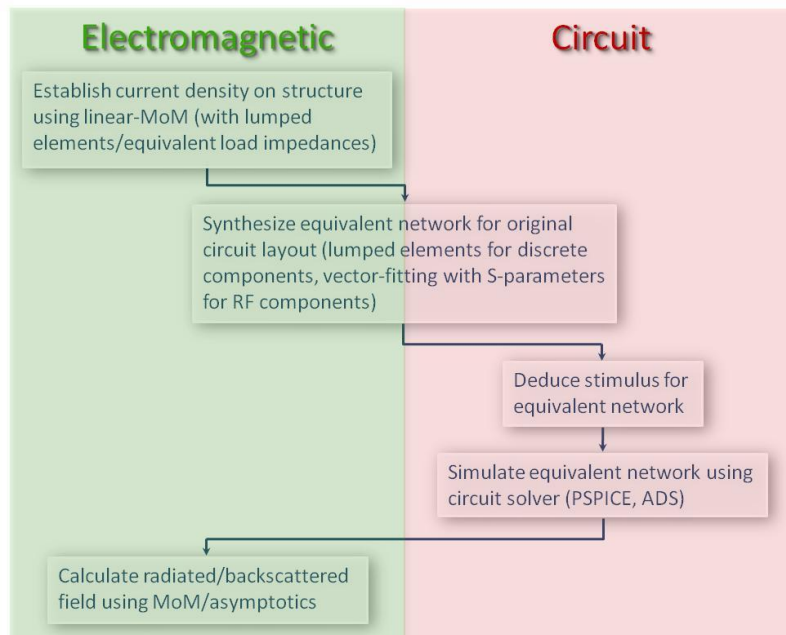 Electromagnetic
Circuit
Establish current density on structure
using linear-MoM (with lumped
elements/equivalent load impedances)
Synthesize equivalent network for original
circuit layout (lumped elements for discrete
components, vector-fitting with S-parameters
for RF components)
Deduce stimulus for
equivalent network
Simulate equivalent network using
circuit solver (PSPICE, ADS)
Calculate radiated/backscattered
field using MoM/asymptotics